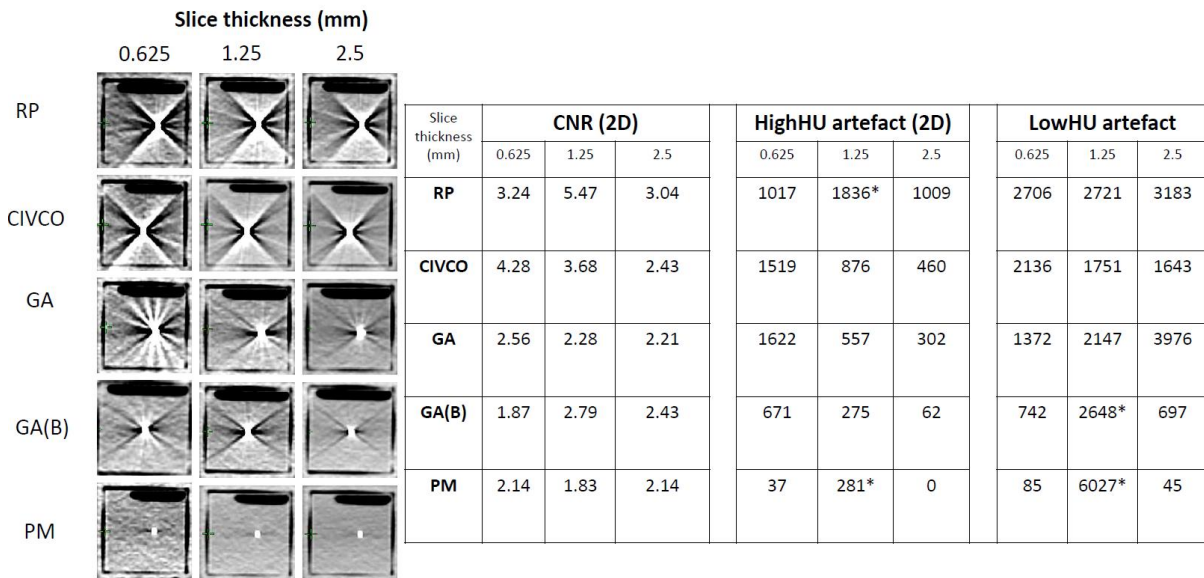 Slice thickness (mm)
0.625 1.25 2.5
RP
CIVCO
GA
GA(B)
PM
Slice thickness (mm) CNR (2D) HighHU artefact (2D) LowHU artefact
0.625 1.25 2.5 0.625 1.25 2.5 0.625 1.25 2.5
RP 3.24 5.47 3.04 1017 1836* 1009 2706 2721 3183
CIVCO 4.28 3.68 2.43 1519 876 460 2136 1751 1643
GA 2.56 2.28 2.21 1622 557 302 1372 2147 3976
GA(B) 1.87 2.79 2.43 671 275 62 742 2648* 697
PM 2.14 1.83 2.14 37 281* 0 85 6027* 45